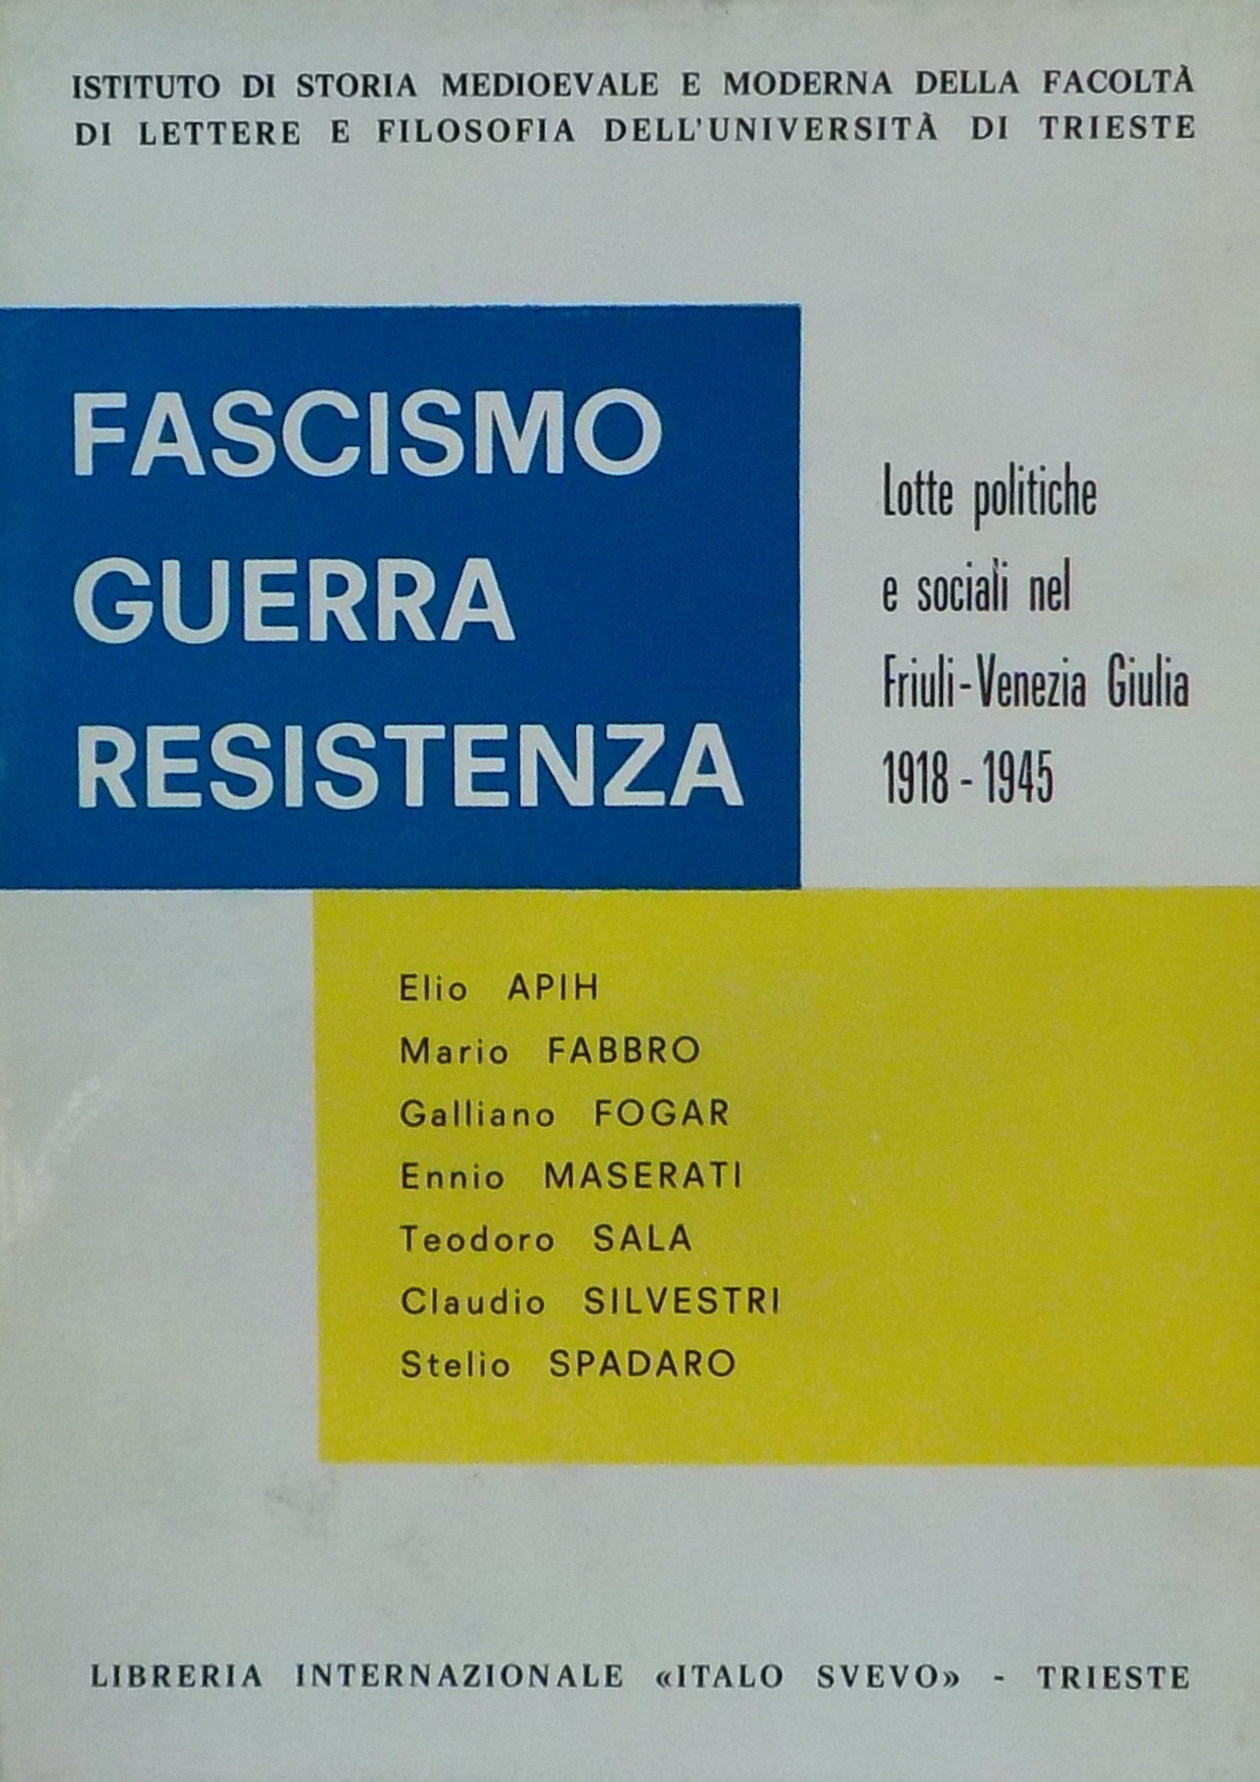 ISTITUTO DI STORIA MEDIOEVALE E MODERNA DELLA FACOLTÀ
DI LETTERE E FILOSOFIA DELL'UNIVERSITÀ DI TRIESTE
FASCISMO
GUERRA
RESISTENZA
Lotte politiche
e sociali nel
Friuli-Venezia Giulia
1918 - 1945
Elio APIH
Mario FABBRO
Galliano FOGAR
Ennio MASERATI
Teodoro SALA
Claudio SILVESTRI
Stelio SPADARO
LIBRERIA INTERNAZIONALE «ITALO SVEVO» - TRIESTE